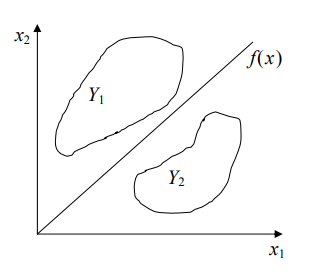 x₂
f(x)
Y₁
Y₂
x₁